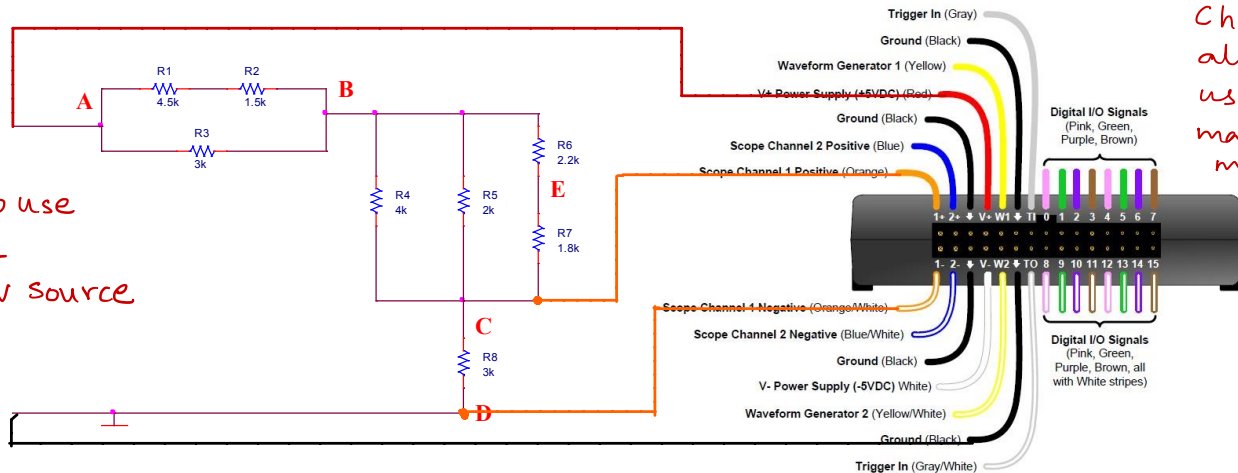 Trigger In (Gray)
Ground (Black)
Waveform Generator 1 (Yellow)
V+ Power Supply (+5VDC) (Red)
Ground (Black)
Scope Channel 2 Positive (Blue)
Scope Channel 1 Positive (Orange)
Digital I/O Signals
(Pink, Green,
Purple, Brown)
us
ma
use
source
A
R1
4.5k
R2
1.5k
B
R3
3k
R4
4k
R5
2k
R6
2.2k
E
R7
1.8k
C
R8
3k
D
1+ 2+ V+ W1 TI 0 1 2 3 4 5 6 7
1- 2- V- W2 TO 8 9 10 11 12 13 14 15
Scope Channel 1 Negative (Orange/White)
Scope Channel 2 Negative (Blue/White)
Ground (Black)
V- Power Supply (-5VDC) White)
Waveform Generator 2 (Yellow/White)
Ground (Black)
Trigger In (Gray/White)
Digital I/O Signals
(Pink, Green,
Purple, Brown, all
with White stripes)